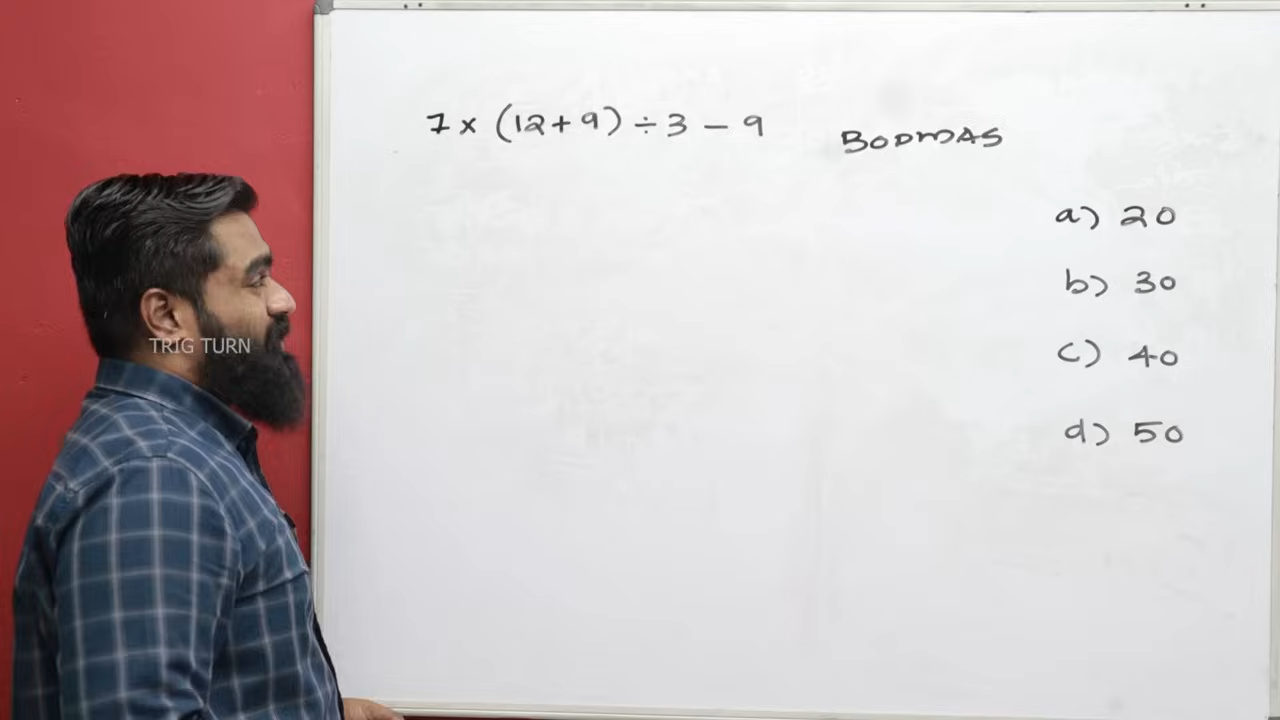 7 × (12 + 9) ÷ 3 – 9
BODMAS
a) 20
b) 30
c) 40
d) 50
TRIG TURN